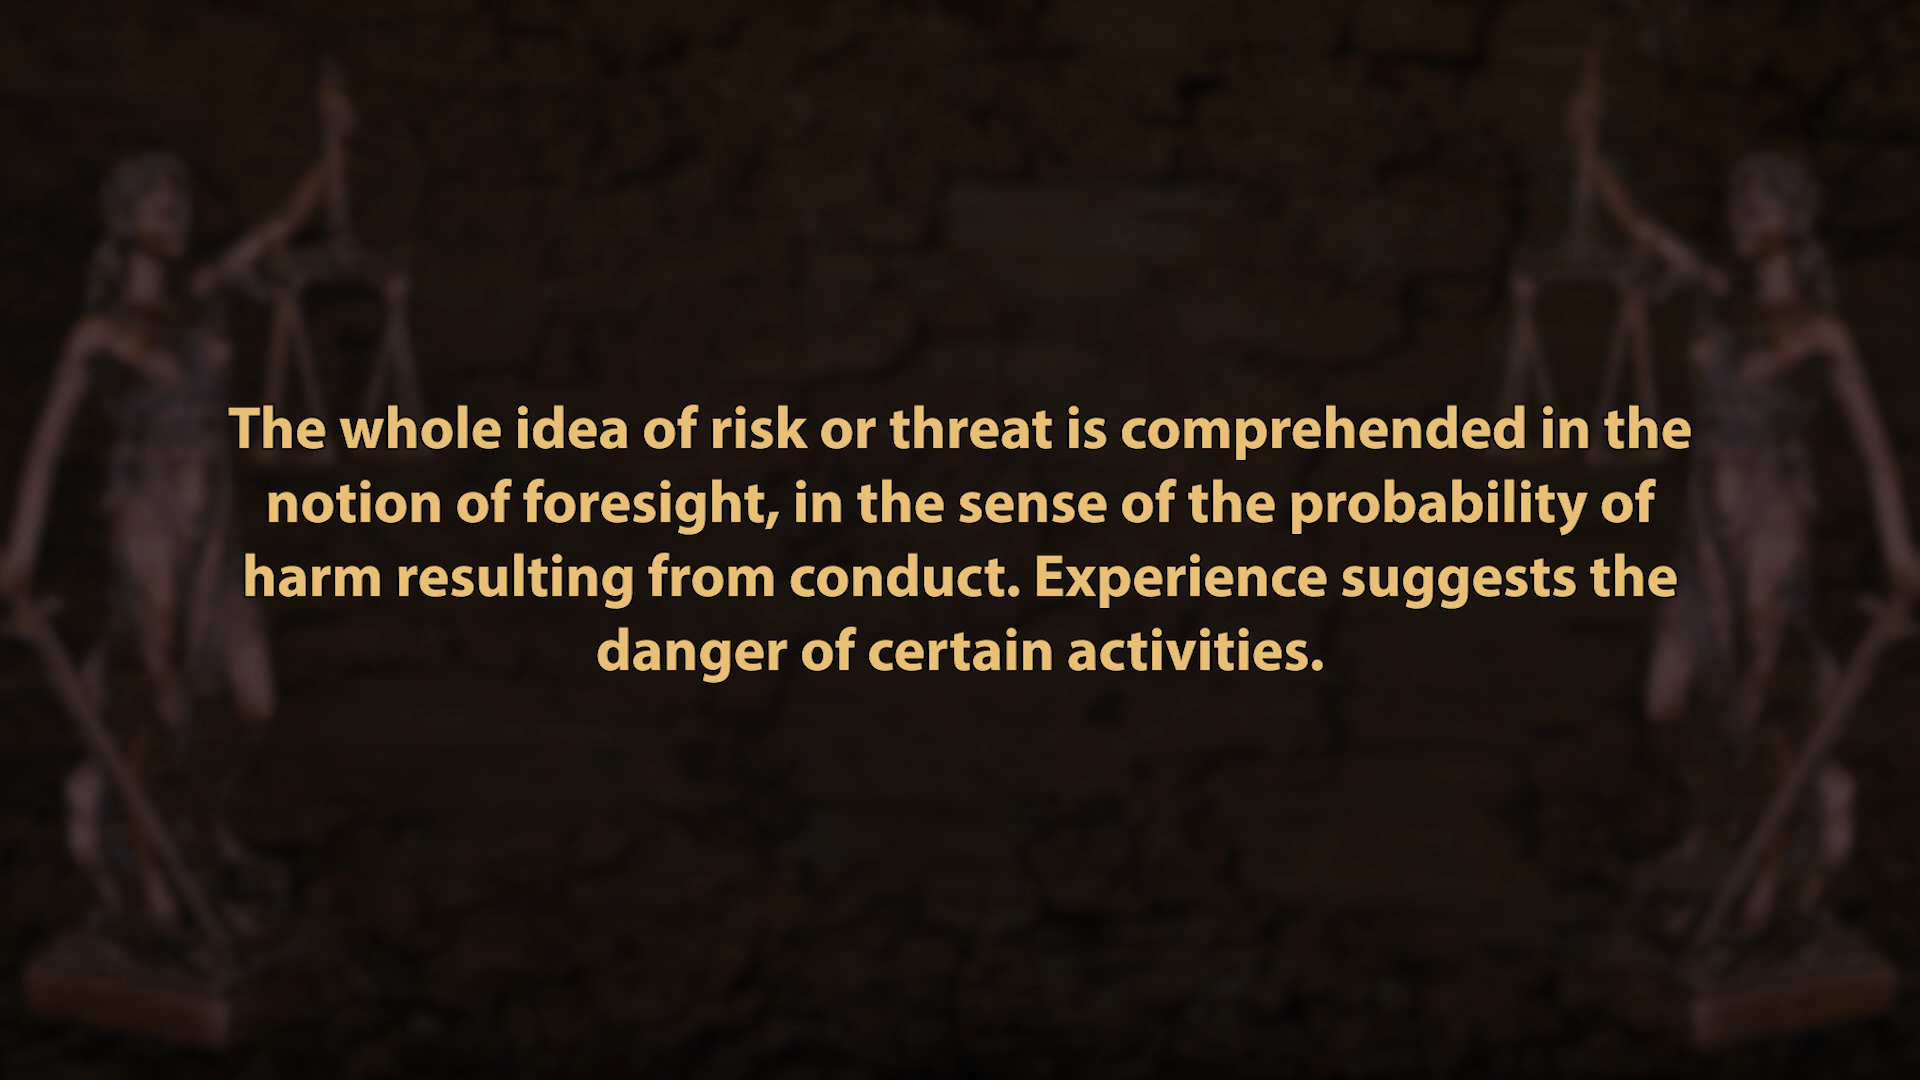 The whole idea of risk or threat is comprehended in the
notion of foresight, in the sense of the probability of
harm resulting from conduct. Experience suggests the
danger of certain activities.